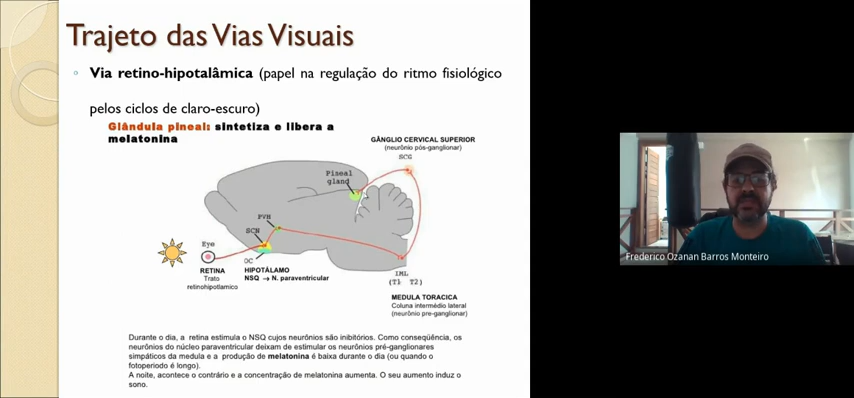 Trajeto das Vias Visuais
Via retino-hipotalâmica (papel na regulação do ritmo fisiológico
pelos ciclos de claro-escuro)
Glândula pineal: sintetiza e libera a
melatonina
GÂNGLIO CERVICAL SUPERIOR
(neurônio pós-ganglionar)
SCG
Pineal
gland
PVH
SCN
Eye
OC
RETINA
Trato
retinohipotlamico
HIPOTÁLAMO
NSQ → N. paraventricular
IML
(T1 T2)
MEDULA TORACICA
Coluna intermédio lateral
(neurônio pre-ganglionar)
Durante o dia, a retina estimula o NSQ cujos neurônios são inibitórios. Como conseqüência, os
neurônios do núcleo paraventricular deixam de estimular os neurônios pré-ganglionares
simpáticos da medula e a produção de melatonina é baixa durante o dia (ou quando o
fotoperiodo é longo).
A noite, acontece o contrário e a concentração de melatonina aumenta. O seu aumento induz o
sono.
Frederico Ozanan Barros Monteiro